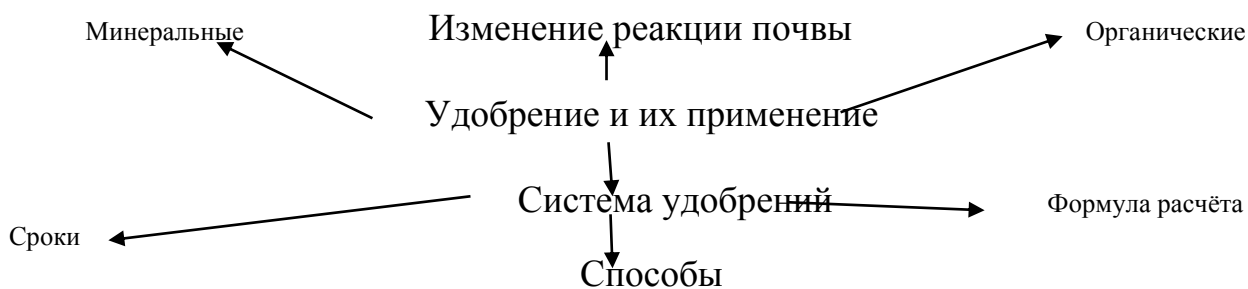 Минеральные Изменение реакции почвы Органические
Удобрение и их применение
Система удобрений Формула расчёта
Сроки
Способы